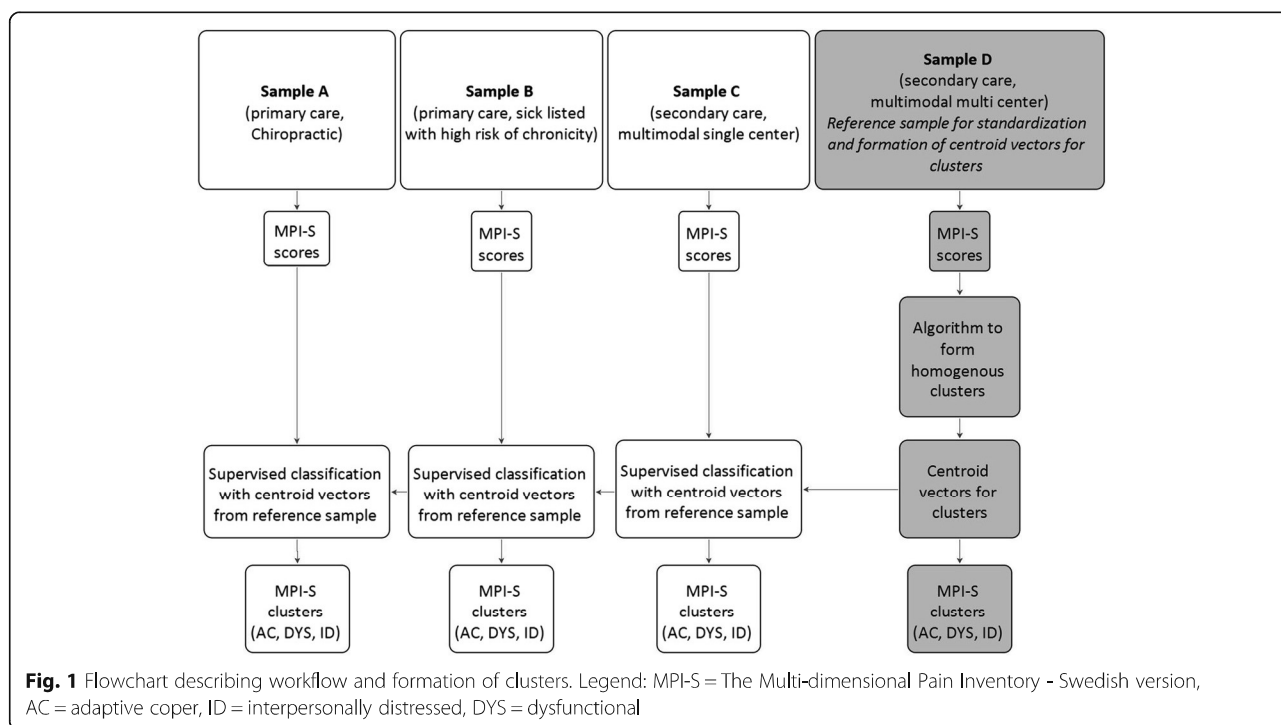 Sample A
(primary care,
Chiropractic)
Sample B
(primary care, sick listed
with high risk of chronicity)
Sample C
(secondary care,
multimodal single center)
Sample D
(secondary care,
multimodal multi center)
Reference sample for standardization
and formation of centroid vectors for
clusters
MPI-S
scores
MPI-S
scores
MPI-S
scores
MPI-S
scores
Algorithm to
form
homogenous
clusters
Supervised classification
with centroid vectors
from reference sample
Supervised classification
with centroid vectors
from reference sample
Supervised classification
with centroid vectors
from reference sample
Centroid
vectors for
clusters
MPI-S
clusters
(AC, DYS, ID)
MPI-S
clusters
(AC, DYS, ID)
MPI-S
clusters
(AC, DYS, ID)
MPI-S
clusters
(AC, DYS, ID)
Fig. 1 Flowchart describing workflow and formation of clusters. Legend: MPI-S = The Multi-dimensional Pain Inventory - Swedish version,
AC = adaptive coper, ID = interpersonally distressed, DYS = dysfunctional